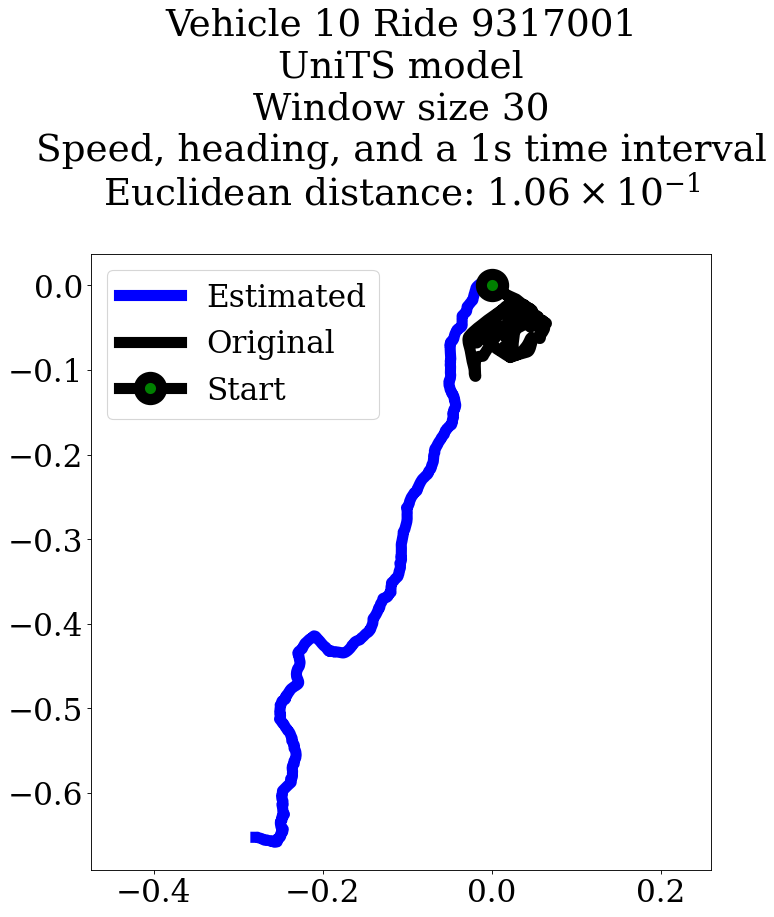 Vehicle 10 Ride 9317001
UniTS model
Window size 30
Speed, heading, and a 1s time interval
Euclidean distance: 1.06 × 10⁻¹
Estimated
Original
Start
0.0
−0.1
−0.2
−0.3
−0.4
−0.5
−0.6
−0.4 −0.2 0.0 0.2